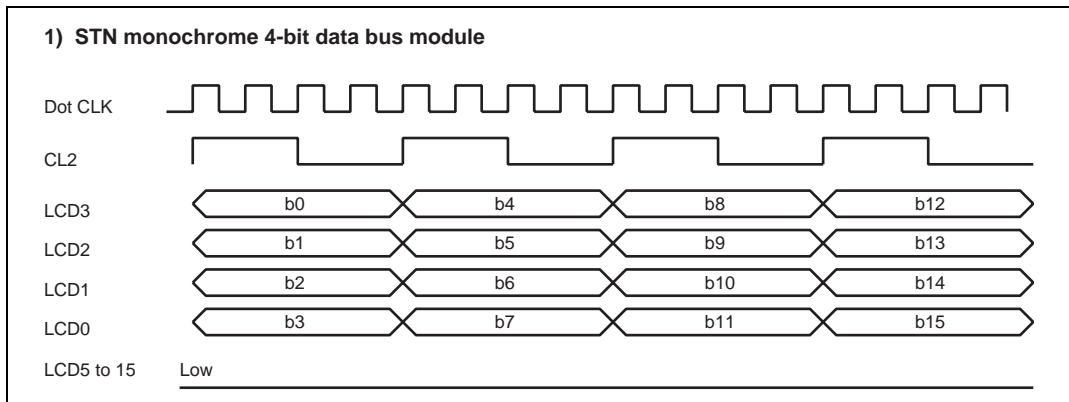 1) STN monochrome 4-bit data bus module
Dot CLK
CL2
LCD3 b0 b4 b8 b12
LCD2 b1 b5 b9 b13
LCD1 b2 b6 b10 b14
LCD0 b3 b7 b11 b15
LCD5 to 15 Low